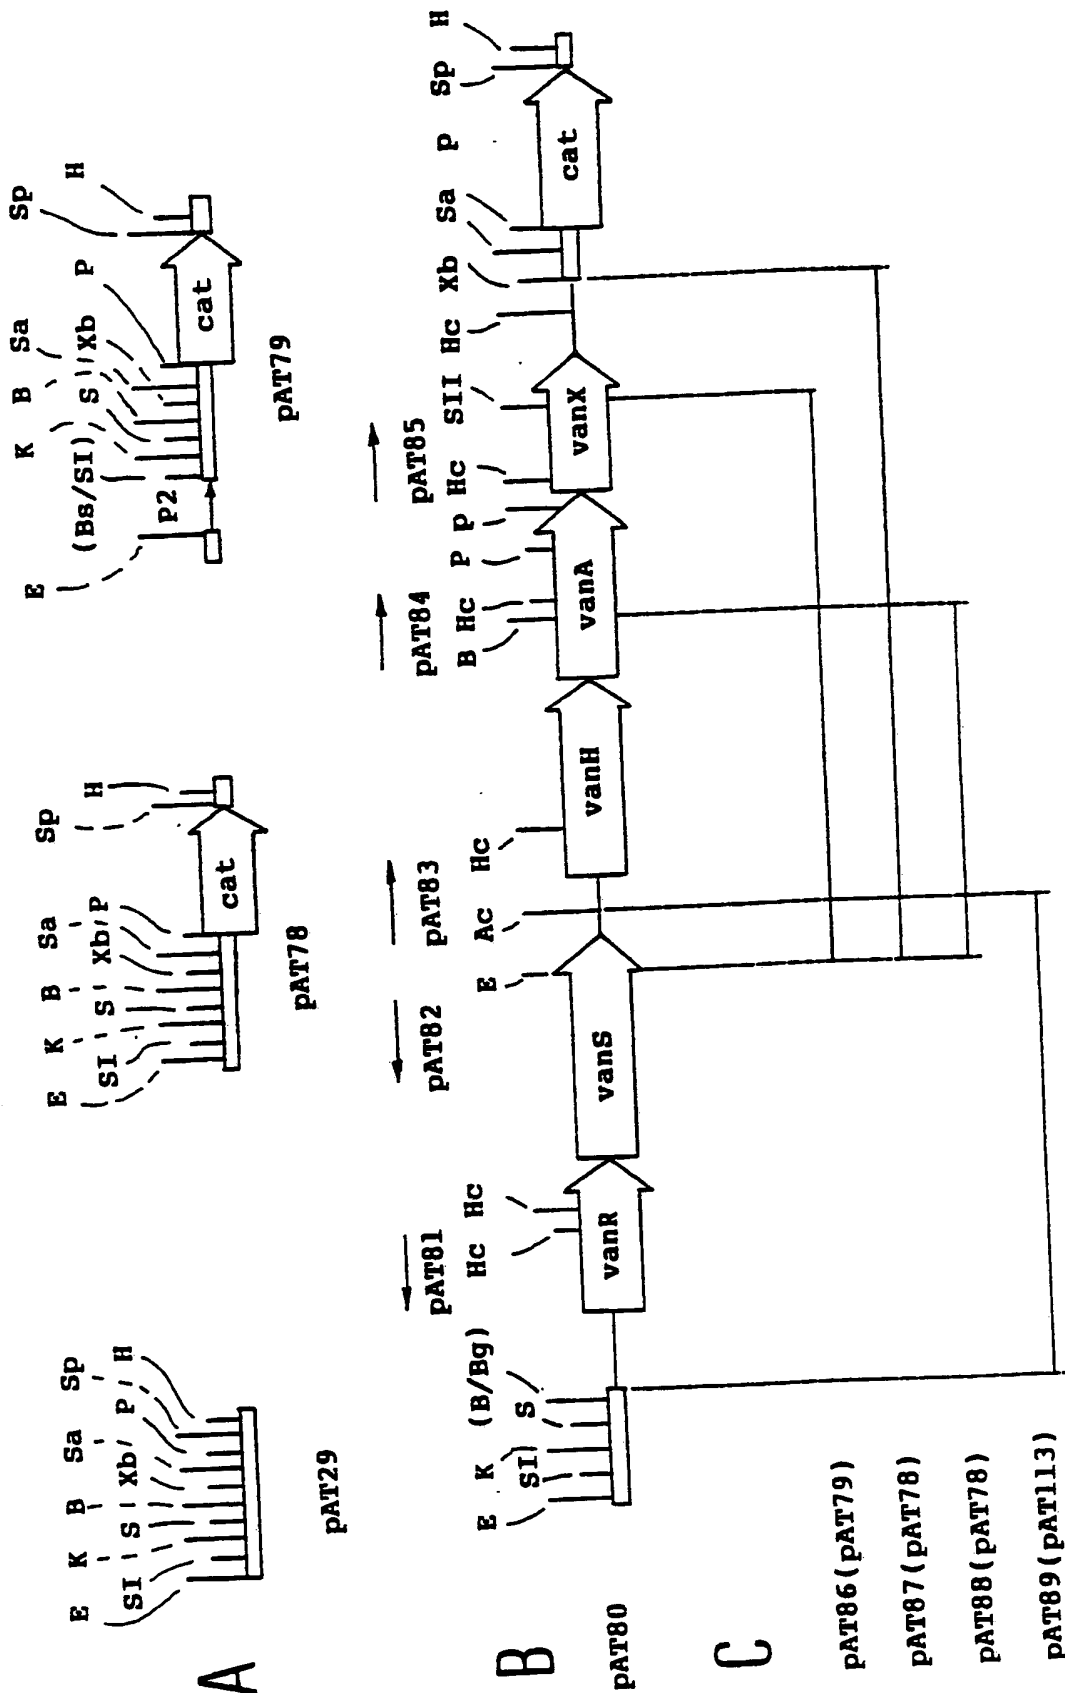 A
E SI K S B Xb Sa P Sp H
pAT29
E SI K S B Xb Sa P Sp H
cat
pAT78
E P2 (Bs/SI) K S B Xb Sa P Sp H
cat
pAT79
B
pAT81 pAT82 pAT83 pAT84 pAT85
E SI K S (B/Bg) Hc Hc E Ac Hc B Hc P P Hc SII Hc Xb Sa P Sp H
pAT80
vanR vanS vanH vanA vanX cat
C
pAT86(pAT79)
pAT87(pAT78)
pAT88(pAT78)
pAT89(pAT113)